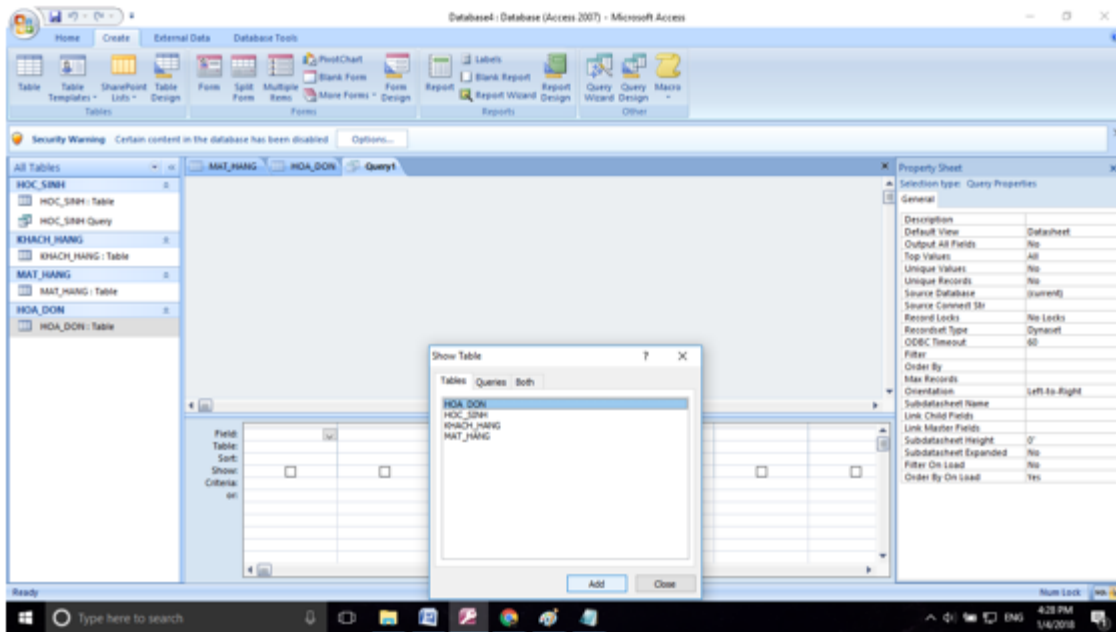 Database4 : Database (Access 2007) - Microsoft Access
Home Create External Data Database Tools
Table
Table Templates
SharePoint Lists
Table Design
Tables
Form
Split Form
Multiple Items
PivotChart
Blank Form
More Forms
Form Design
Forms
Report
Labels
Blank Report
Report Wizard
Report Design
Reports
Query Wizard
Query Design
Macro
Other
Security Warning Certain content in the database has been disabled Options...
All Tables
HOC_SINH
HOC_SINH : Table
HOC_SINH Query
KHACH_HANG
KHACH_HANG : Table
MAT_HANG
MAT_HANG : Table
HOA_DON
HOA_DON : Table
MAT_HANG HOA_DON Query1
Field:
Table:
Sort:
Show:
Criteria:
or:
Show Table ?
Tables Queries Both
HOA_DON
HOC_SINH
KHACH_HANG
MAT_HANG
Add Close
Property Sheet
Selection type: Query Properties
General
Description
Default View Datasheet
Output All Fields No
Top Values All
Unique Values No
Unique Records No
Source Database (current)
Source Connect Str
Record Locks No Locks
Recordset Type Dynaset
ODBC Timeout 60
Filter
Order By
Max Records
Orientation Left-to-Right
Subdatasheet Name
Link Child Fields
Link Master Fields
Subdatasheet Height 0"
Subdatasheet Expanded No
Filter On Load No
Order By On Load Yes
Ready
Num Lock
Type here to search
ENG
4:28 PM
1/4/2018